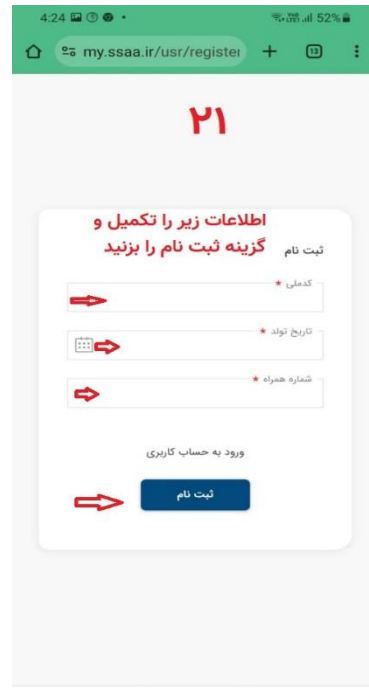 4:24 52%
my.ssaa.ir/usr/register 13
۲۱
اطلاعات زیر را تکمیل و
گزینه ثبت نام را بزنید
ثبت نام
کدملی *
تاریخ تولد *
شماره همراه *
ورود به حساب کاربری
ثبت نام